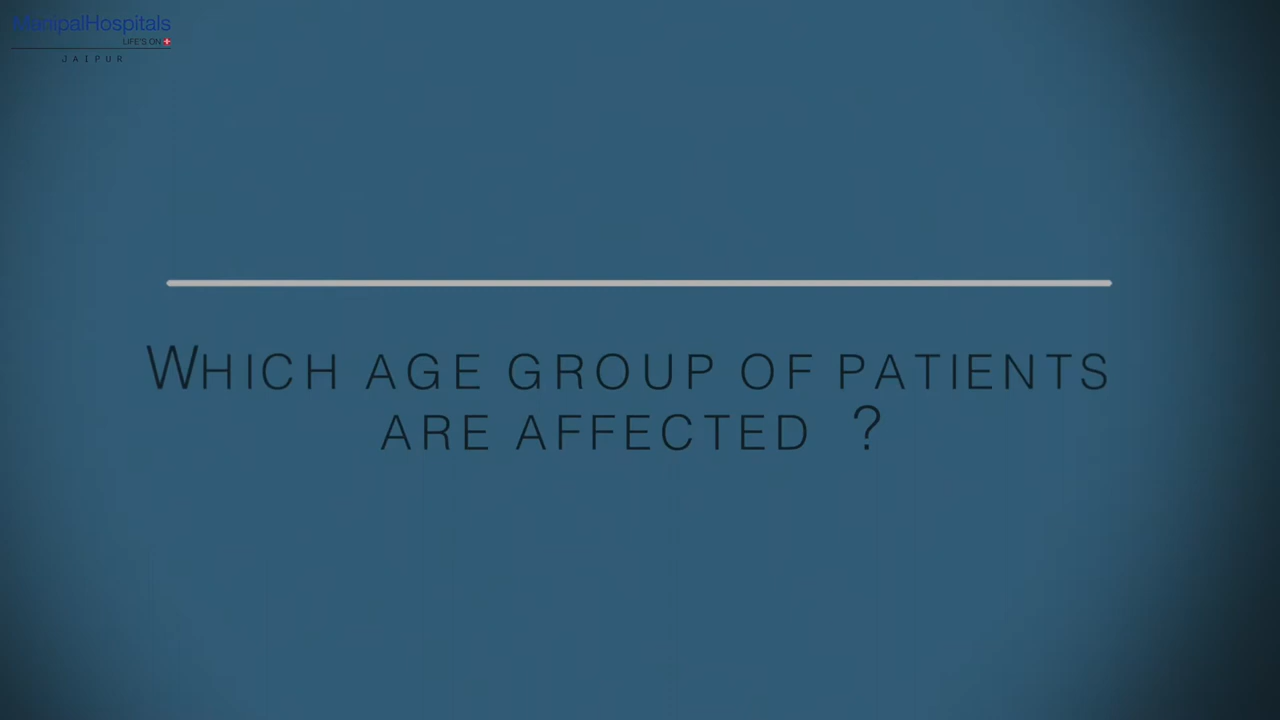 ManipalHospitals
LIFE'S ON
JAIPUR
WHICH AGE GROUP OF PATIENTS
ARE AFFECTED ?